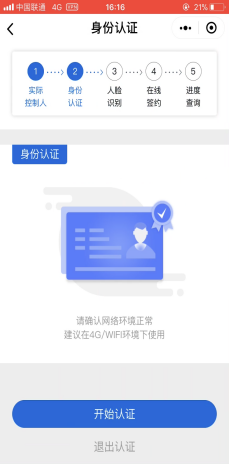 中国联通 4G VPN 16:16 21%
身份认证
1 2 3 4 5
实际 身份 人脸 在线 进度
控制人 认证 识别 签约 查询
身份认证
请确认网络环境正常
建议在4G/WIFI环境下使用
开始认证
退出认证